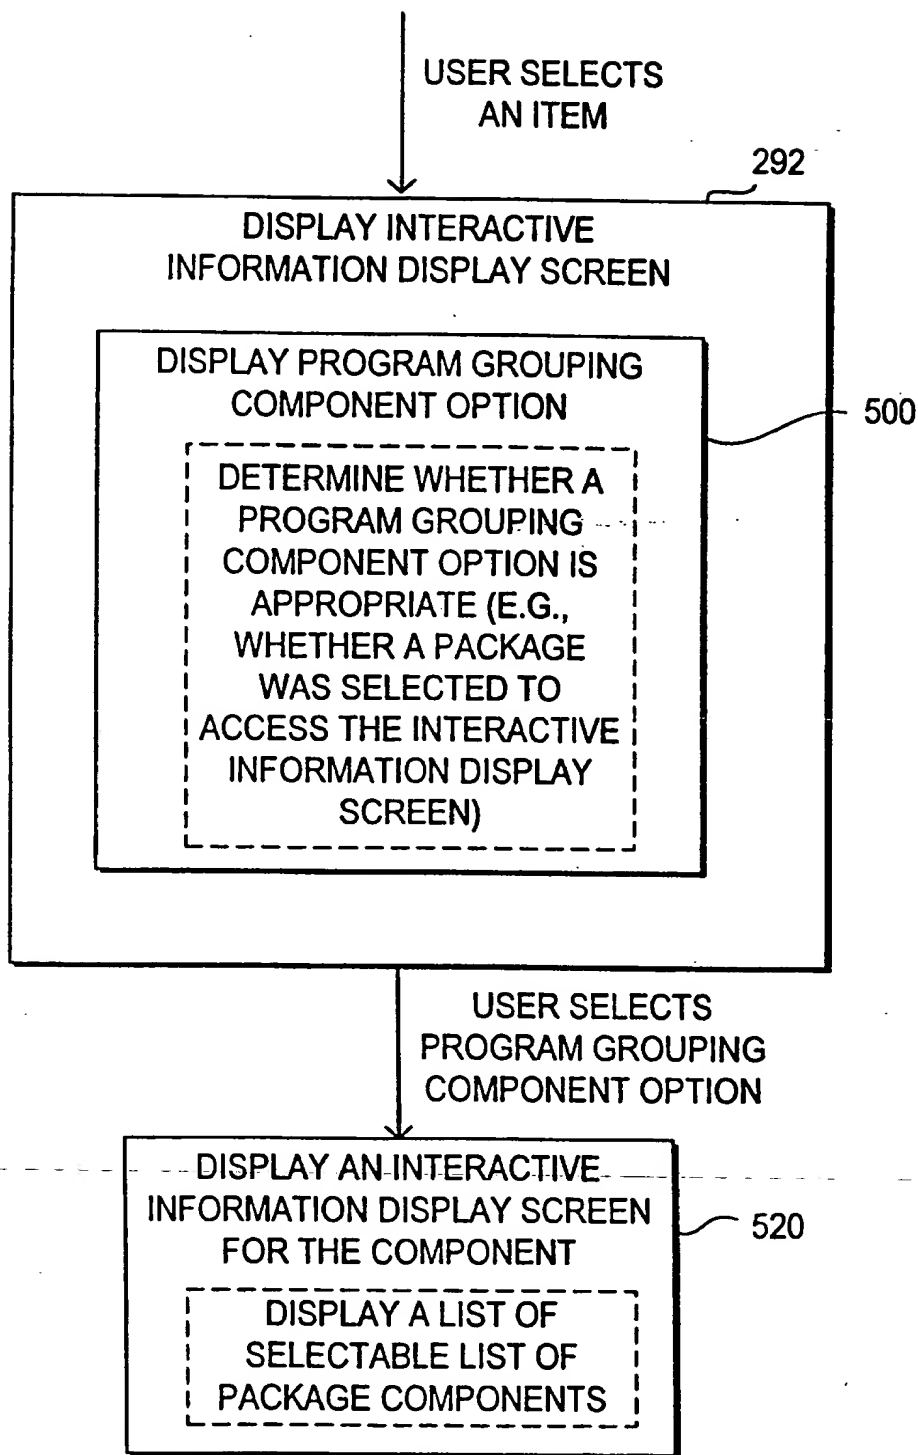 USER SELECTS
AN ITEM
292
DISPLAY INTERACTIVE
INFORMATION DISPLAY SCREEN
DISPLAY PROGRAM GROUPING
COMPONENT OPTION
500
DETERMINE WHETHER A
PROGRAM GROUPING
COMPONENT OPTION IS
APPROPRIATE (E.G.,
WHETHER A PACKAGE
WAS SELECTED TO
ACCESS THE INTERACTIVE
INFORMATION DISPLAY
SCREEN)
USER SELECTS
PROGRAM GROUPING
COMPONENT OPTION
DISPLAY AN INTERACTIVE
INFORMATION DISPLAY SCREEN
FOR THE COMPONENT
520
DISPLAY A LIST OF
SELECTABLE LIST OF
PACKAGE COMPONENTS